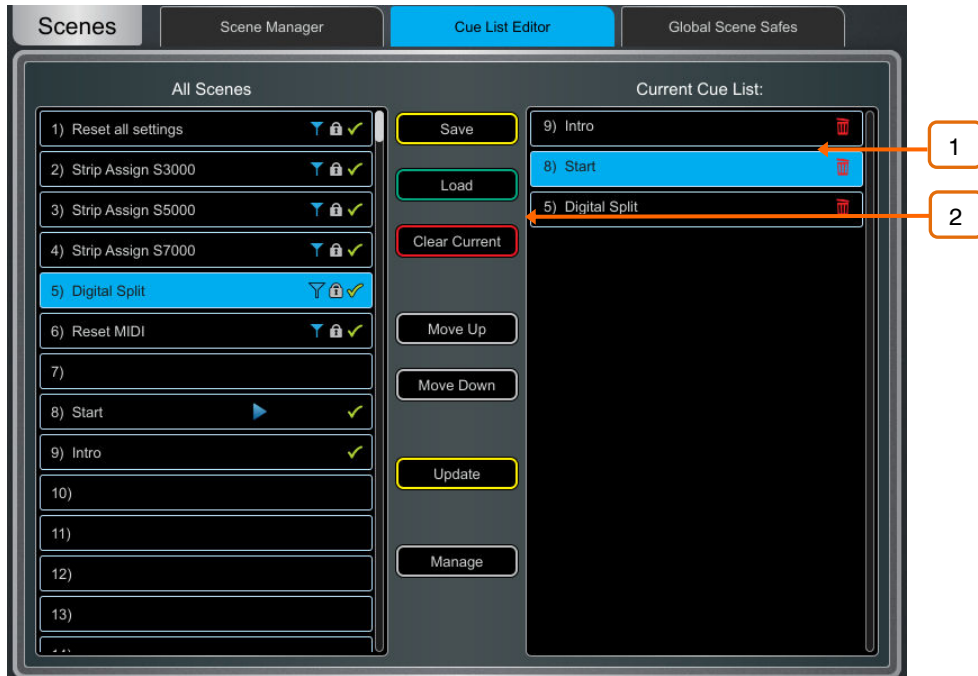 Scenes
Scene Manager
Cue List Editor
Global Scene Safes
All Scenes
1) Reset all settings
2) Strip Assign S3000
3) Strip Assign S5000
4) Strip Assign S7000
5) Digital Split
6) Reset MIDI
7)
8) Start
9) Intro
10)
11)
12)
13)
Save
Load
Clear Current
Move Up
Move Down
Update
Manage
Current Cue List:
9) Intro
8) Start
5) Digital Split
1
2